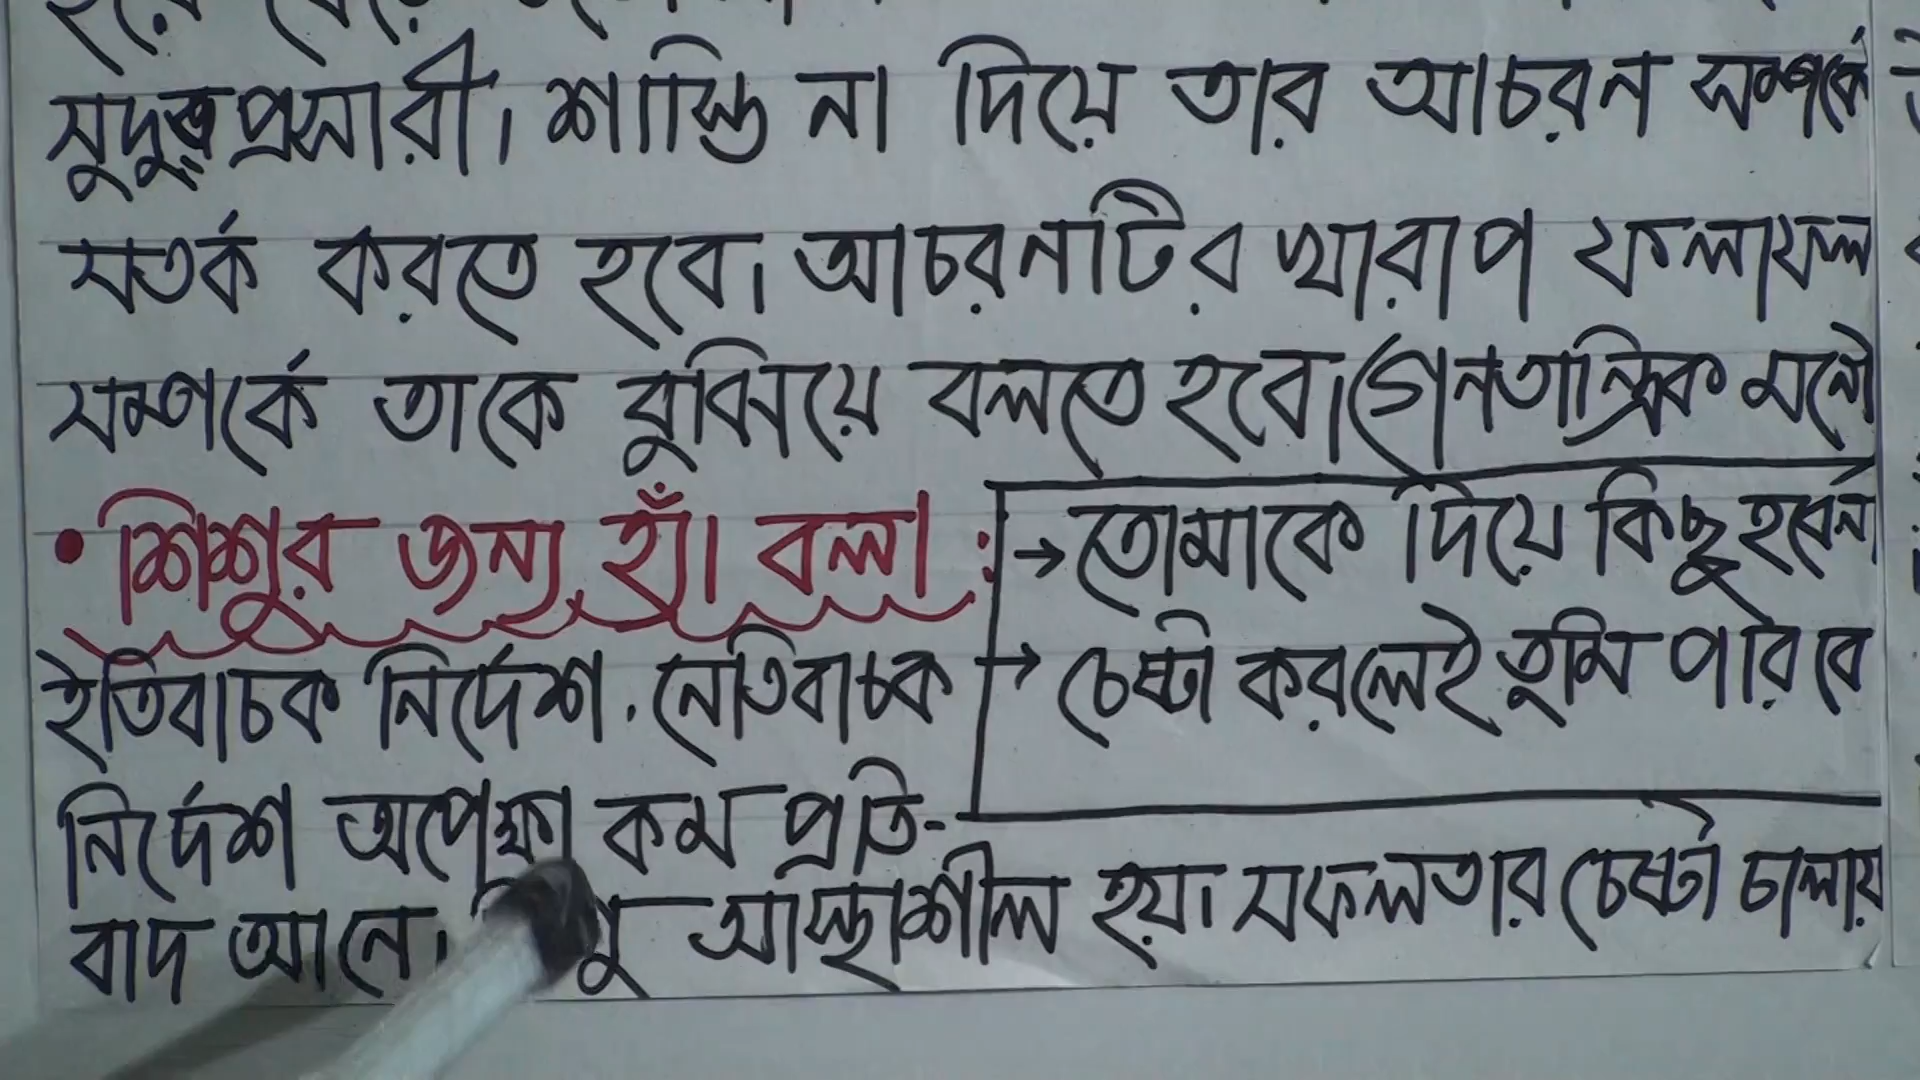 সুদুরপ্রসারী। শাস্তি না দিয়ে তার আচরন সম্পর্কে
সতর্ক করতে হবে। আচরনটির খারাপ ফলাফল
সম্পর্কে তাকে বুঝিয়ে বলতে হবে। (গনতান্ত্রিক মনো
• শিশুর জন্য হ্যাঁ বলা :
ইতিবাচক নির্দেশ. নেতিবাচক
নির্দেশ অপেক্ষা কম প্রতি-
→ তোমাকে দিয়ে কিছু হবেনা
→ চেষ্টা করলেই তুমি পারবে
বাদ আনে। আস্থাশীল হয়। সফলতার চেষ্টা চালায়